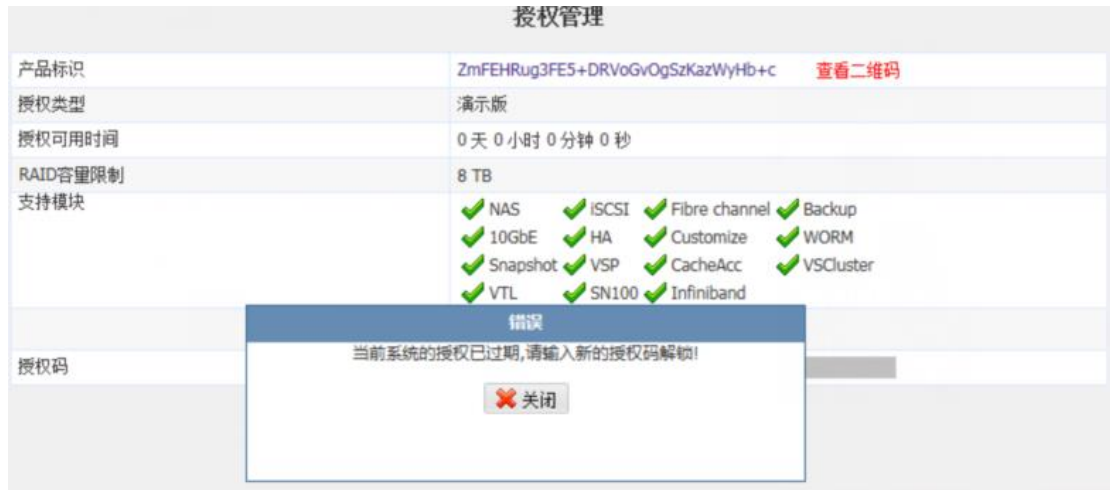 授权管理
产品标识 ZmFEHRug3FE5+DRVoGvOgSzKazWyHb+c 查看二维码
授权类型 演示版
授权可用时间 0 天 0 小时 0 分钟 0 秒
RAID容里限制 8 TB
支持模块 NAS iSCSI Fibre channel Backup
10GbE HA Customize WORM
Snapshot VSP CacheAcc VSCluster
VTL SN100 Infiniband
错误
当前系统的授权已过期,请输入新的授权码解锁!
授权码
关闭